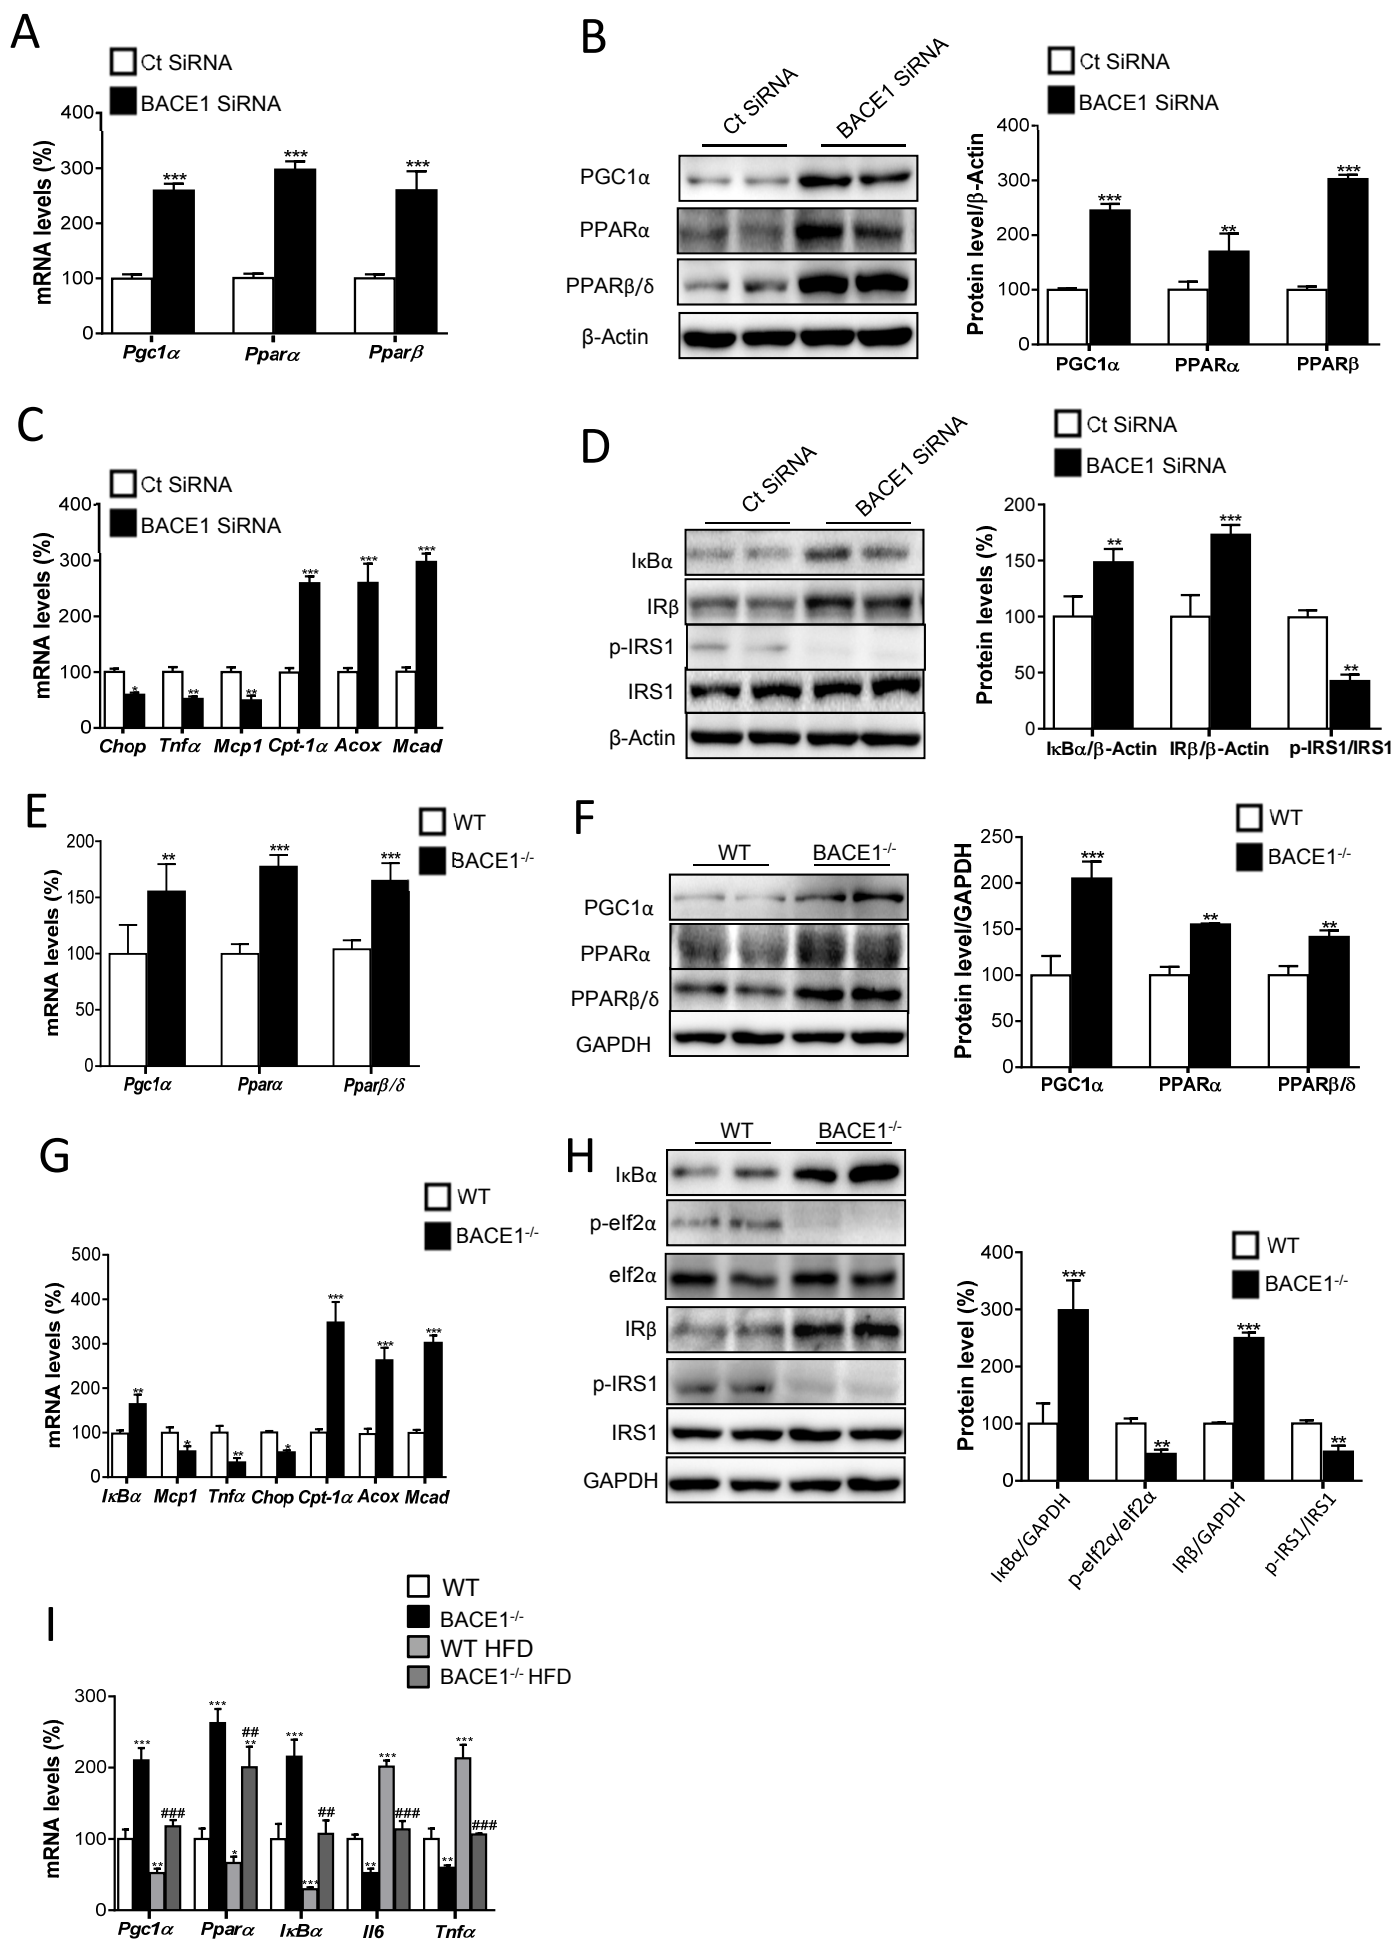 A
Ct SiRNA
BACE1 SiRNA
mRNA levels (%)
400
300
200
100
0
***
***
***
Pgc1α
Pparα
Pparβ
B
Ct SiRNA
BACE1 SiRNA
PGC1α
PPARα
PPARβ/δ
β-Actin
Ct SiRNA
BACE1 SiRNA
Protein level/β-Actin
400
300
200
100
0
***
**
***
PGC1α
PPARα
PPARβ
C
Ct SiRNA
BACE1 SiRNA
mRNA levels (%)
400
300
200
100
0
*
**
**
***
***
***
Chop Tnfα Mcp1 Cpt-1α Acox Mcad
D
Ct SiRNA
BACE1 SiRNA
IκBα
IRβ
p-IRS1
IRS1
β-Actin
Ct SiRNA
BACE1 SiRNA
Protein levels (%)
200
150
100
50
0
**
***
**
IκBα/β-Actin IRβ/β-Actin p-IRS1/IRS1
E
WT
BACE1-/-
mRNA levels (%)
200
150
100
50
0
**
***
***
Pgc1α
Pparα
Pparβ/δ
F
WT
BACE1-/-
PGC1α
PPARα
PPARβ/δ
GAPDH
WT
BACE1-/-
Protein level/GAPDH
250
200
150
100
50
0
***
**
**
PGC1α
PPARα
PPARβ/δ
G
WT
BACE1-/-
mRNA levels (%)
500
400
300
200
100
0
**
*
**
*
***
***
***
IκBα Mcp1 Tnfα Chop Cpt-1α Acox Mcad
H
WT
BACE1-/-
IκBα
p-eIf2α
eIf2α
IRβ
p-IRS1
IRS1
GAPDH
WT
BACE1-/-
Protein level (%)
400
300
200
100
0
***
**
***
**
IκBα/GAPDH
p-eIf2α/eIf2α
IRβ/GAPDH
p-IRS1/IRS1
I
WT
BACE1-/-
WT HFD
BACE1-/- HFD
mRNA levels (%)
300
200
100
0
***
**
###
***
*
##
**
***
***
##
**
***
###
**
***
###
Pgc1α
Pparα
IκBα
Il6
Tnfα